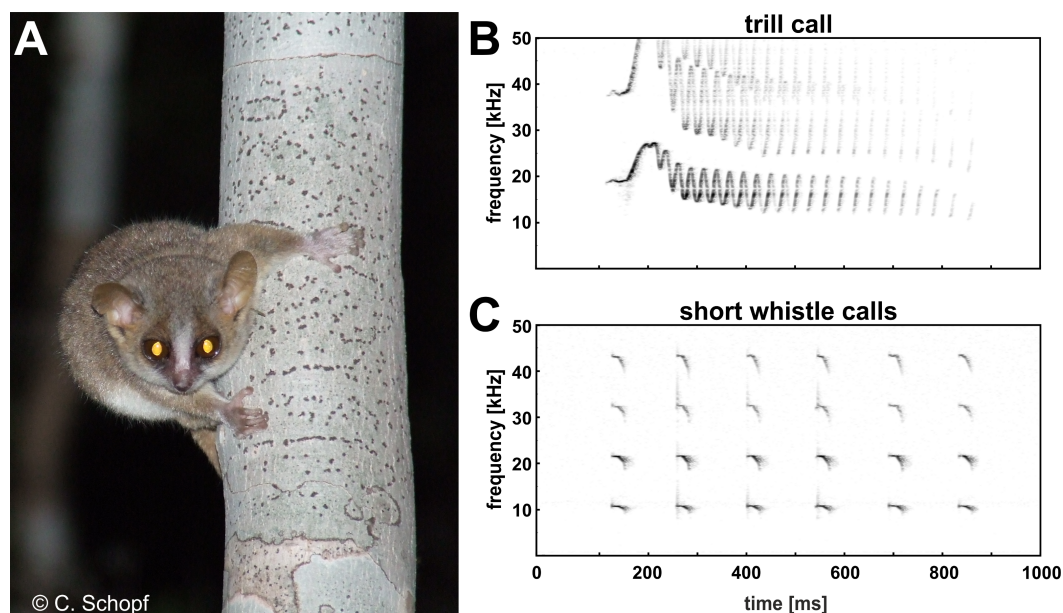 A
© C. Schopf
B
trill call
frequency [kHz]
50
40
30
20
10
C
short whistle calls
frequency [kHz]
50
40
30
20
10
0
200
400
600
800
1000
time [ms]